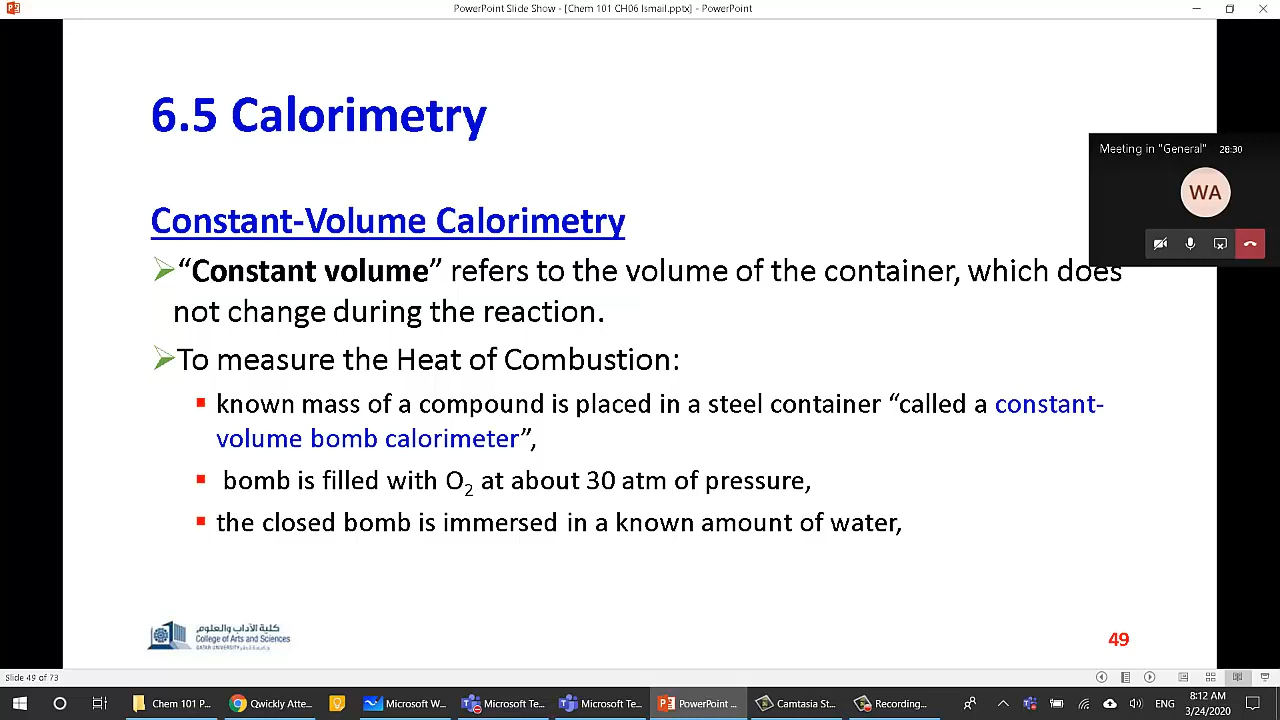 PowerPoint Slide Show - [Chem 101 CH06 Ismail.pptx] - PowerPoint
6.5 Calorimetry
Meeting in "General" 28:30
WA
Constant-Volume Calorimetry
“Constant volume” refers to the volume of the container, which does
not change during the reaction.
To measure the Heat of Combustion:
known mass of a compound is placed in a steel container “called a constant-
volume bomb calorimeter”,
bomb is filled with O2 at about 30 atm of pressure,
the closed bomb is immersed in a known amount of water,
كلية الآداب والعلوم
College of Arts and Sciences
QATAR UNIVERSITY
49
Slide 49 of 73
Chem 101 P...
Qwickly Atte...
Microsoft W...
Microsoft Te...
Microsoft Te...
PowerPoint ...
Camtasia St...
Recording...
ENG
8:12 AM
3/24/2020